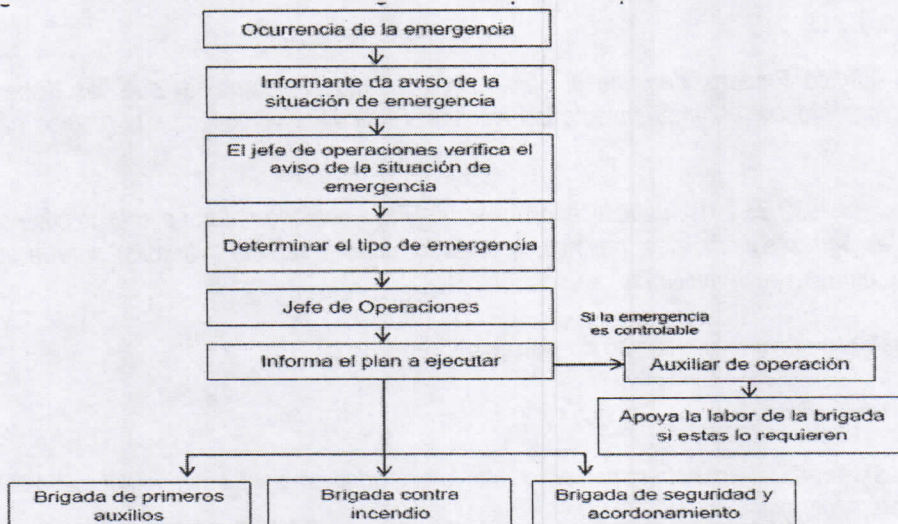 Ocurrencia de la emergencia
Informante da aviso de la
situación de emergencia
El jefe de operaciones verifica el
aviso de la situación de
emergencia
Determinar el tipo de emergencia
Jefe de Operaciones
Informa el plan a ejecutar
Si la emergencia
es controlable
Auxiliar de operación
Apoya la labor de la brigada
si estas lo requieren
Brigada de primeros
auxilios
Brigada contra
incendio
Brigada de seguridad y
acordonamiento